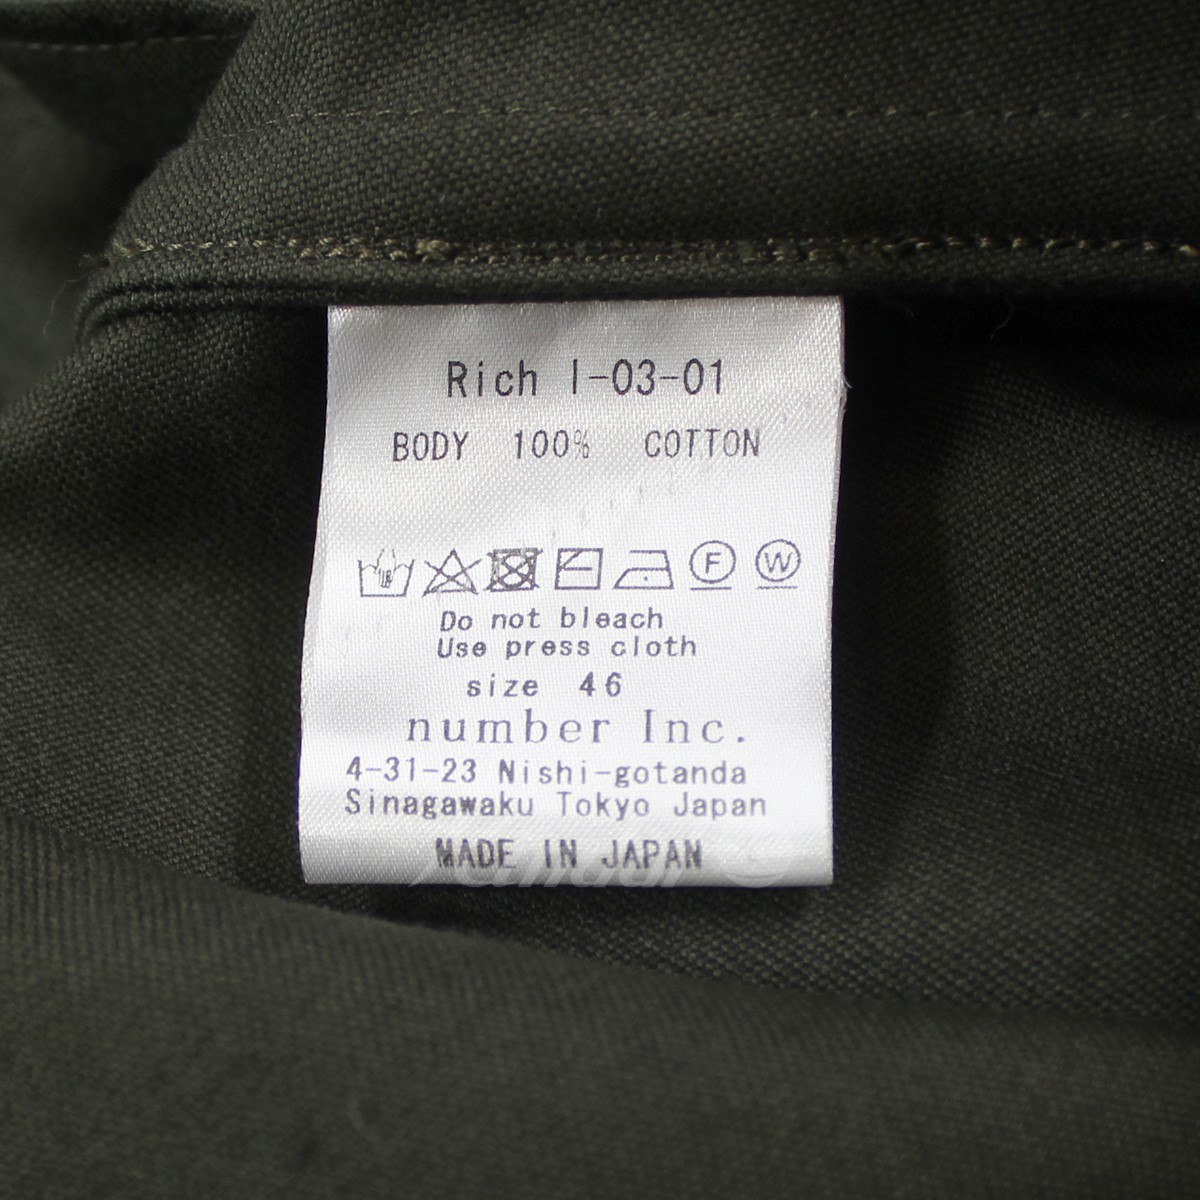 Rich I-03-01
BODY 100% COTTON
F W
Do not bleach
Use press cloth
size 46
number Inc.
4-31-23 Nishi-gotanda
Sinagawaku Tokyo Japan
MADE IN JAPAN